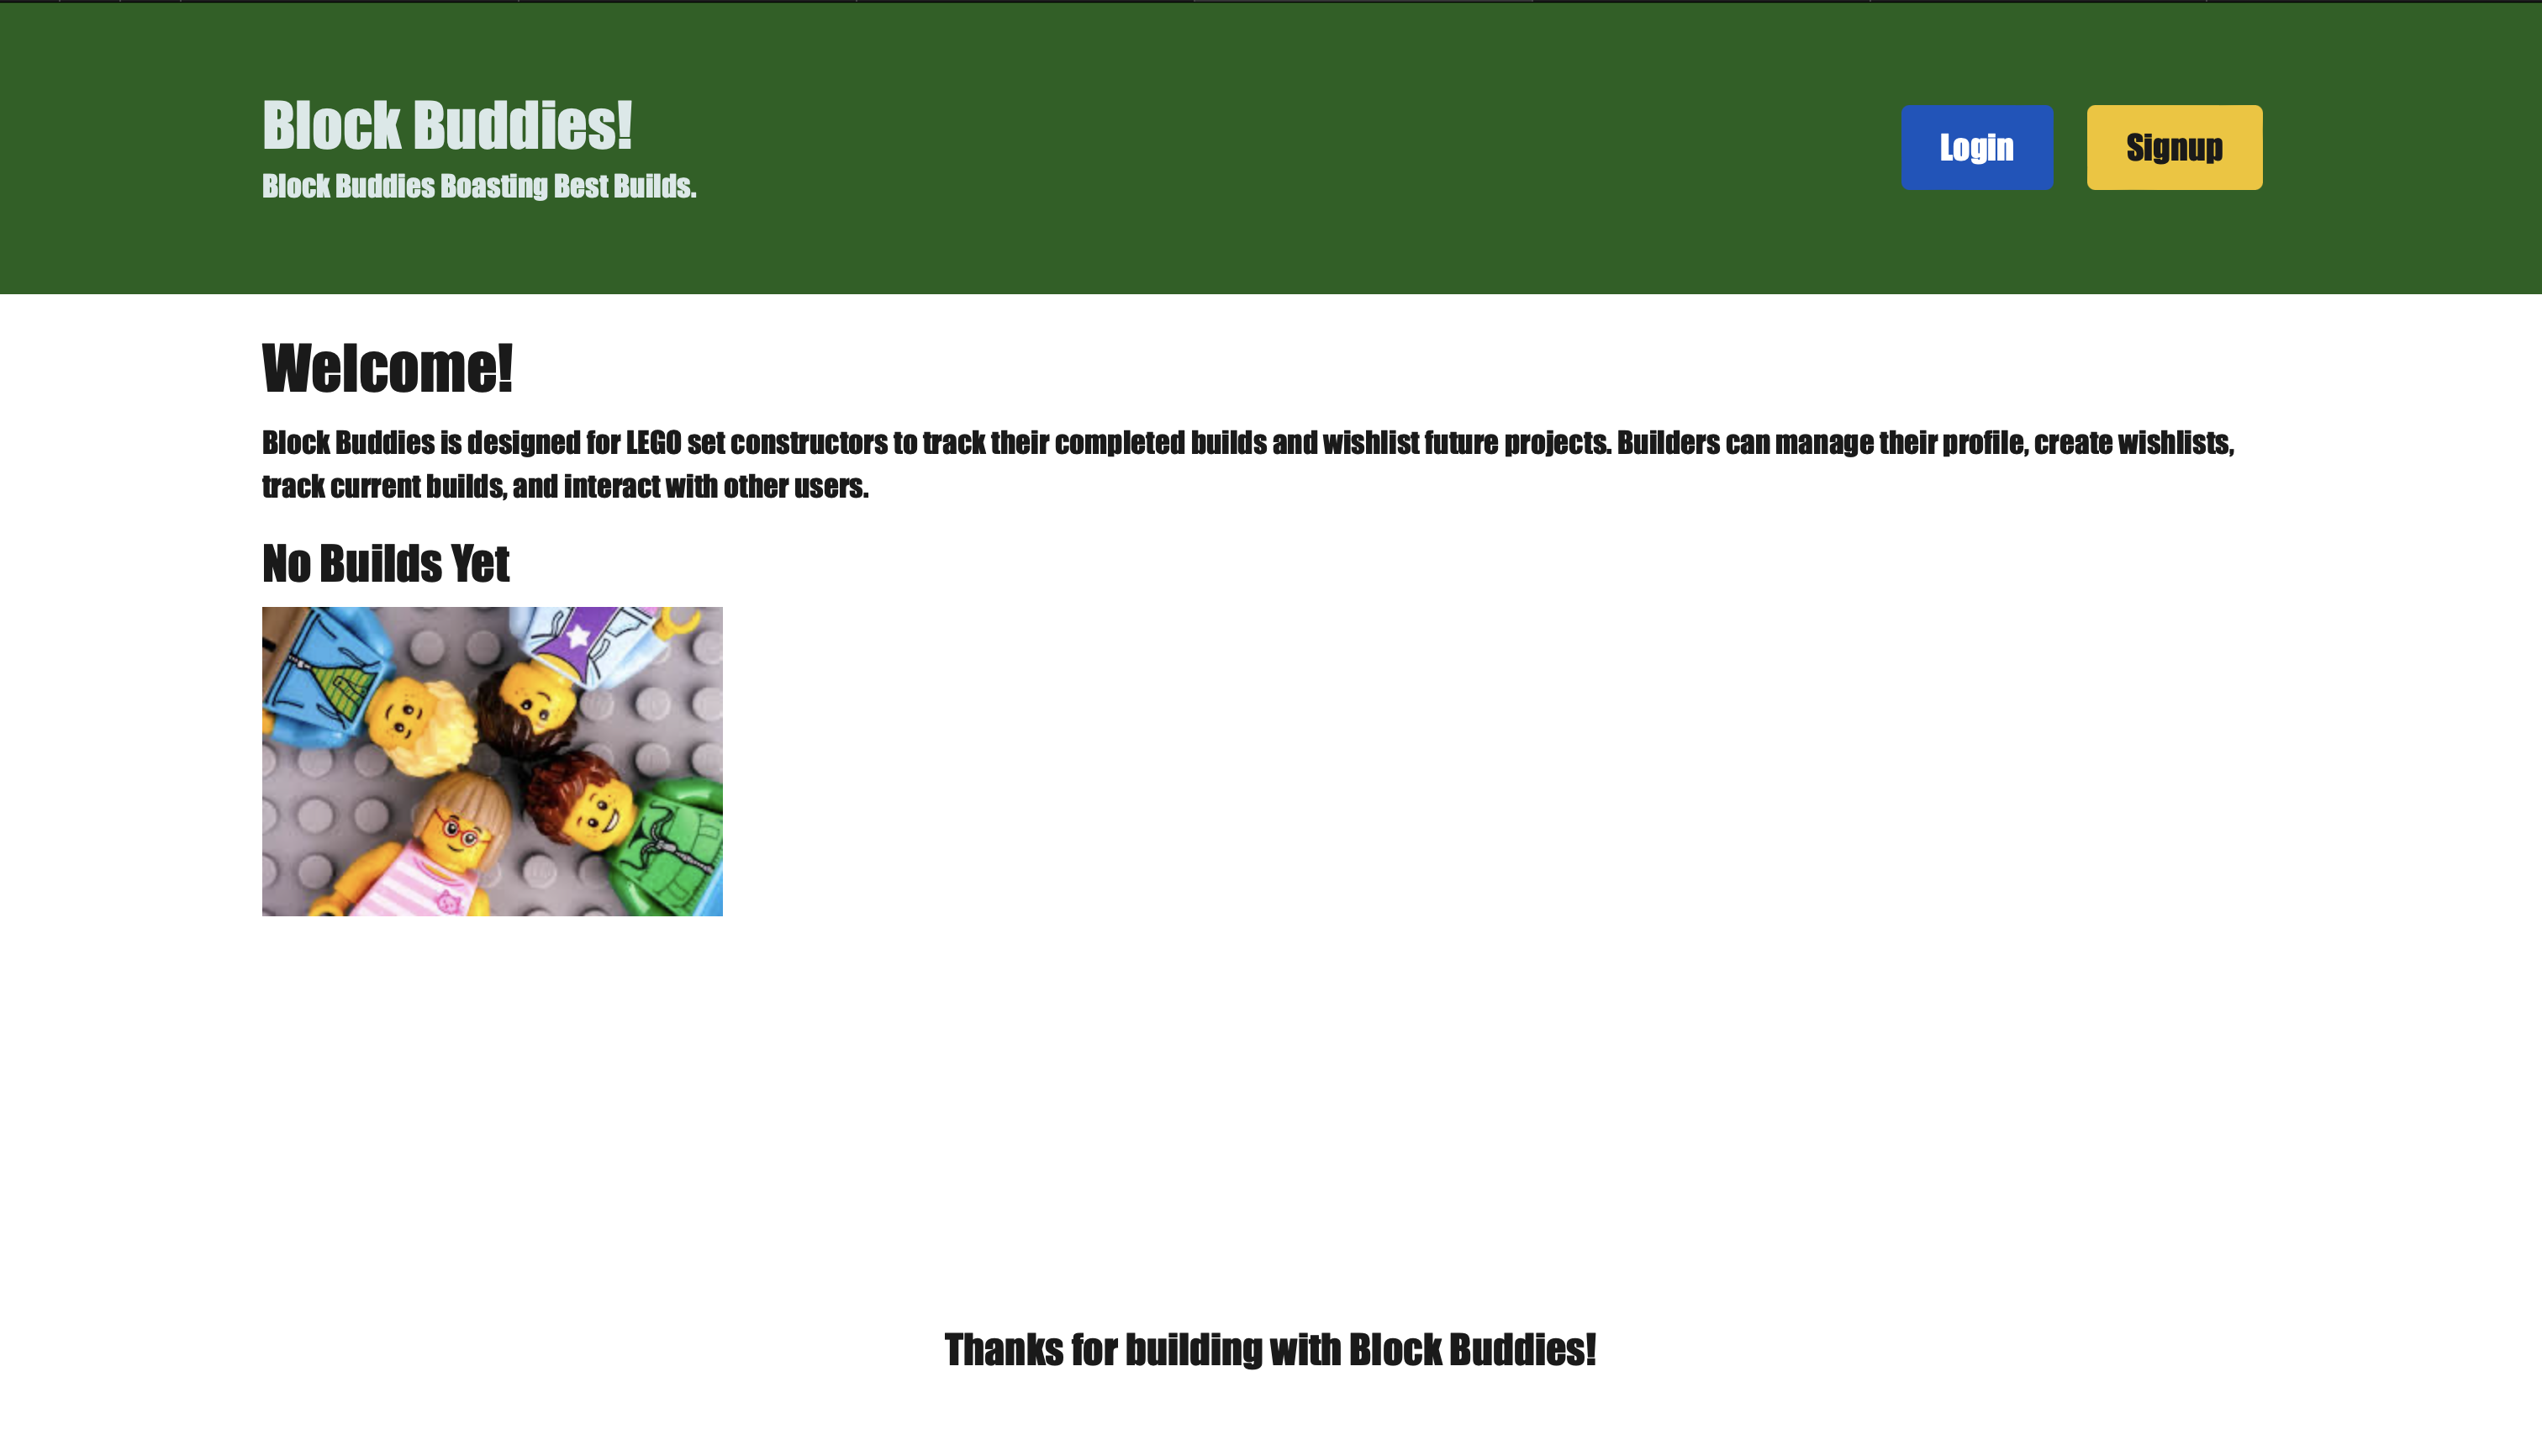 Block Buddies!
Block Buddies Boasting Best Builds.
Login
Signup
Welcome!
Block Buddies is designed for LEGO set constructors to track their completed builds and wishlist future projects. Builders can manage their profile, create wishlists,
track current builds, and interact with other users.
No Builds Yet
Thanks for building with Block Buddies!